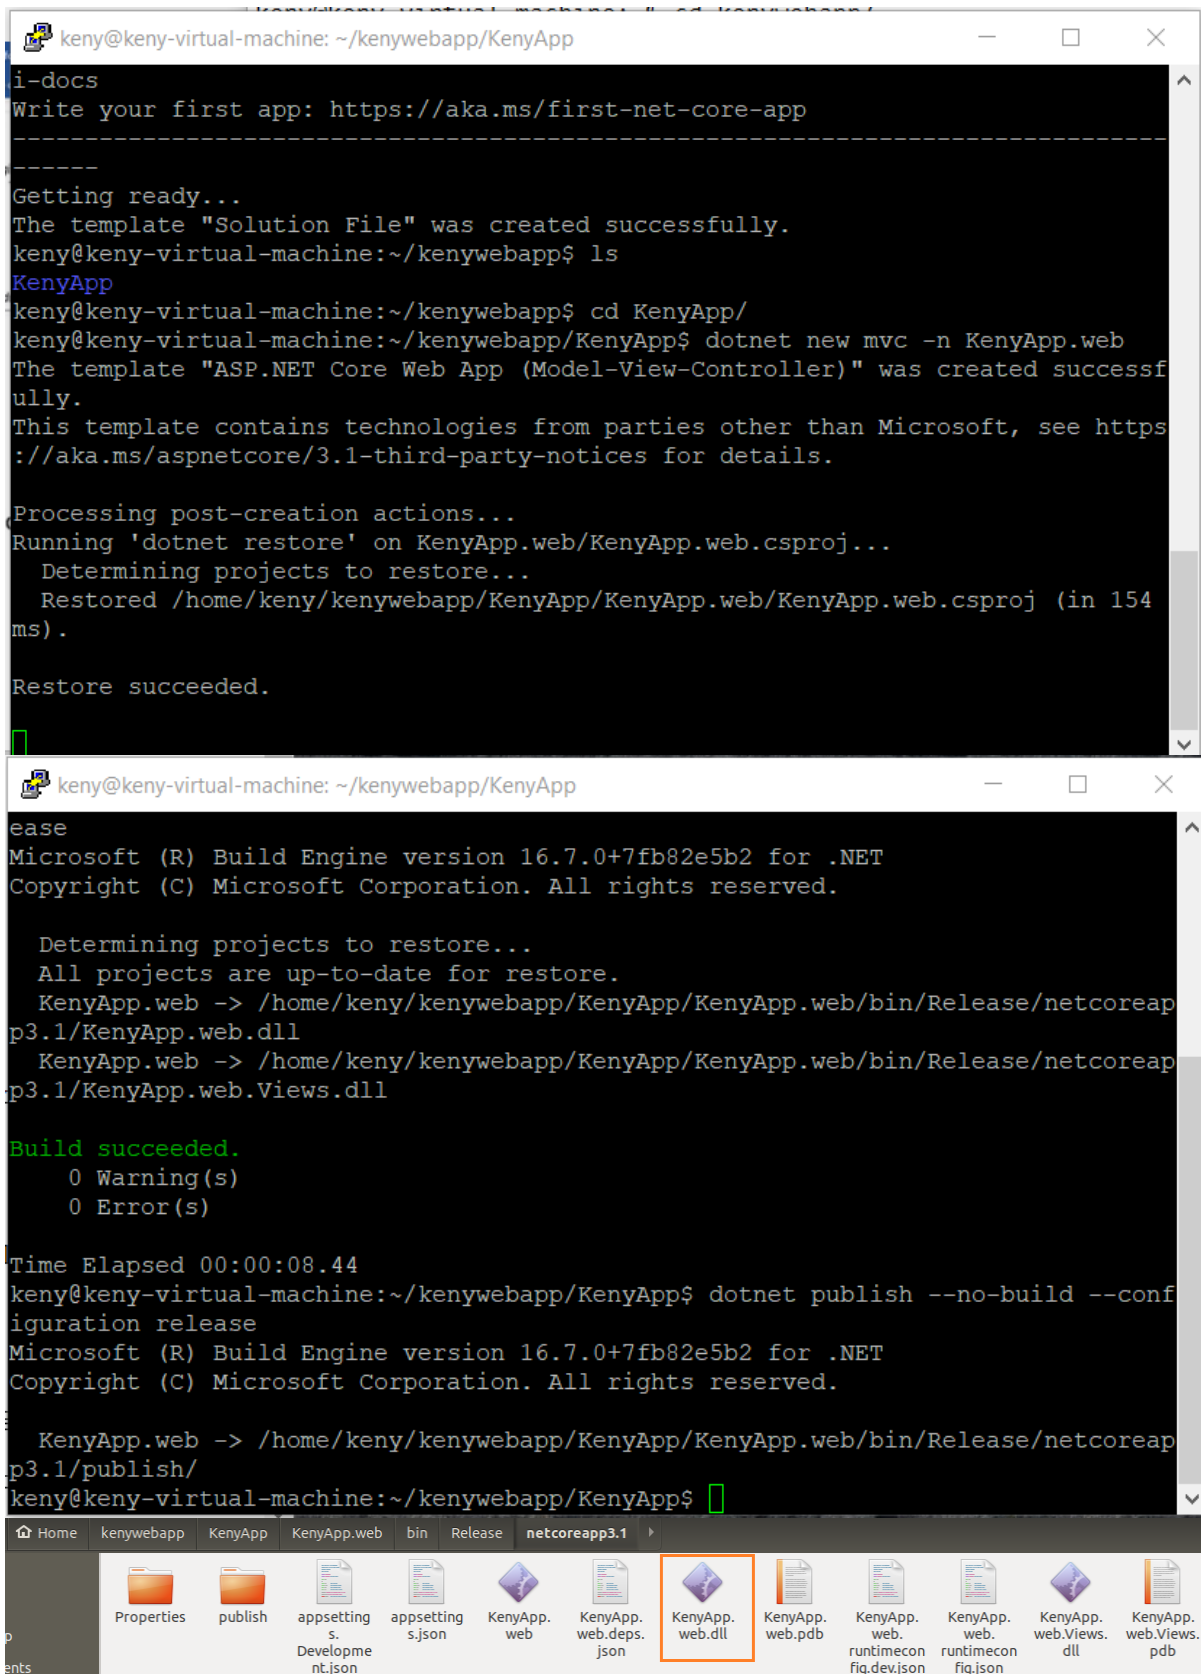 keny@keny-virtual-machine: ~/kenywebapp/KenyApp
i-docs
Write your first app: https://aka.ms/first-net-core-app
--------------------------------------------------------------------------------
------
Getting ready...
The template "Solution File" was created successfully.
keny@keny-virtual-machine:~/kenywebapp$ ls
KenyApp
keny@keny-virtual-machine:~/kenywebapp$ cd KenyApp/
keny@keny-virtual-machine:~/kenywebapp/KenyApp$ dotnet new mvc -n KenyApp.web
The template "ASP.NET Core Web App (Model-View-Controller)" was created successf
ully.
This template contains technologies from parties other than Microsoft, see https
://aka.ms/aspnetcore/3.1-third-party-notices for details.
Processing post-creation actions...
Running 'dotnet restore' on KenyApp.web/KenyApp.web.csproj...
Determining projects to restore...
Restored /home/keny/kenywebapp/KenyApp/KenyApp.web/KenyApp.web.csproj (in 154
ms).
Restore succeeded.
keny@keny-virtual-machine: ~/kenywebapp/KenyApp
ease
Microsoft (R) Build Engine version 16.7.0+7fb82e5b2 for .NET
Copyright (C) Microsoft Corporation. All rights reserved.
Determining projects to restore...
All projects are up-to-date for restore.
KenyApp.web -> /home/keny/kenywebapp/KenyApp/KenyApp.web/bin/Release/netcoreap
p3.1/KenyApp.web.dll
KenyApp.web -> /home/keny/kenywebapp/KenyApp/KenyApp.web/bin/Release/netcoreap
p3.1/KenyApp.web.Views.dll
Build succeeded.
0 Warning(s)
0 Error(s)
Time Elapsed 00:00:08.44
keny@keny-virtual-machine:~/kenywebapp/KenyApp$ dotnet publish --no-build --conf
iguration release
Microsoft (R) Build Engine version 16.7.0+7fb82e5b2 for .NET
Copyright (C) Microsoft Corporation. All rights reserved.
KenyApp.web -> /home/keny/kenywebapp/KenyApp/KenyApp.web/bin/Release/netcoreap
p3.1/publish/
keny@keny-virtual-machine:~/kenywebapp/KenyApp$
Home kenywebapp KenyApp KenyApp.web bin Release netcoreapp3.1
Properties publish appsetting appsetting KenyApp. KenyApp. KenyApp. KenyApp. KenyApp. KenyApp. KenyApp. KenyApp.
s. s.json web web.deps. web.dll web.pdb web. web. web.Views. web.Views.
Developme json runtimecon runtimecon dll pdb
nt.json fig.dev.json fig.json